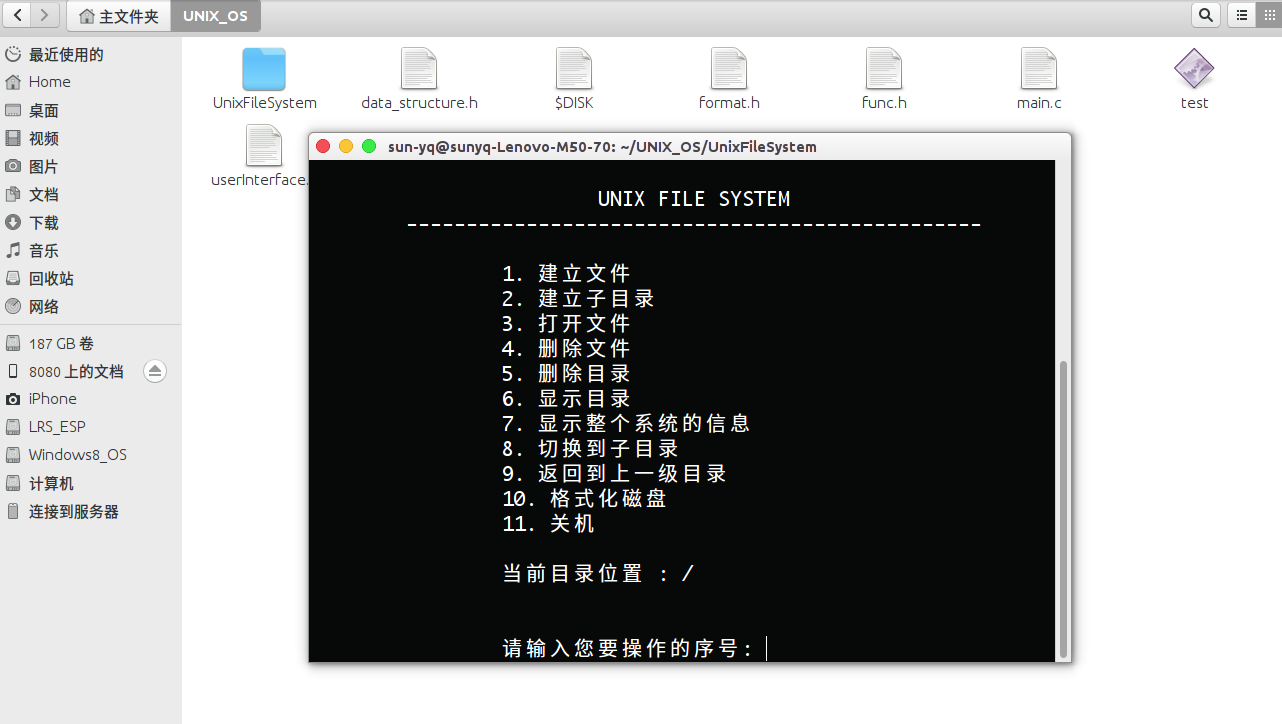 主文件夹 UNIX_OS
最近使用的
Home
桌面
视频
图片
文档
下载
音乐
回收站
网络
187 GB 卷
8080 上的文档
iPhone
LRS_ESP
Windows8_OS
计算机
连接到服务器
UnixFileSystem data_structure.h $DISK format.h func.h main.c test
userInterface.
sun-yq@sunyq-Lenovo-M50-70: ~/UNIX_OS/UnixFileSystem
UNIX FILE SYSTEM
------------------------------------------------
1. 建立文件
2. 建立子目录
3. 打开文件
4. 删除文件
5. 删除目录
6. 显示目录
7. 显示整个系统的信息
8. 切换到子目录
9. 返回到上一级目录
10. 格式化磁盘
11. 关机
当前目录位置 : /
请输入您要操作的序号: